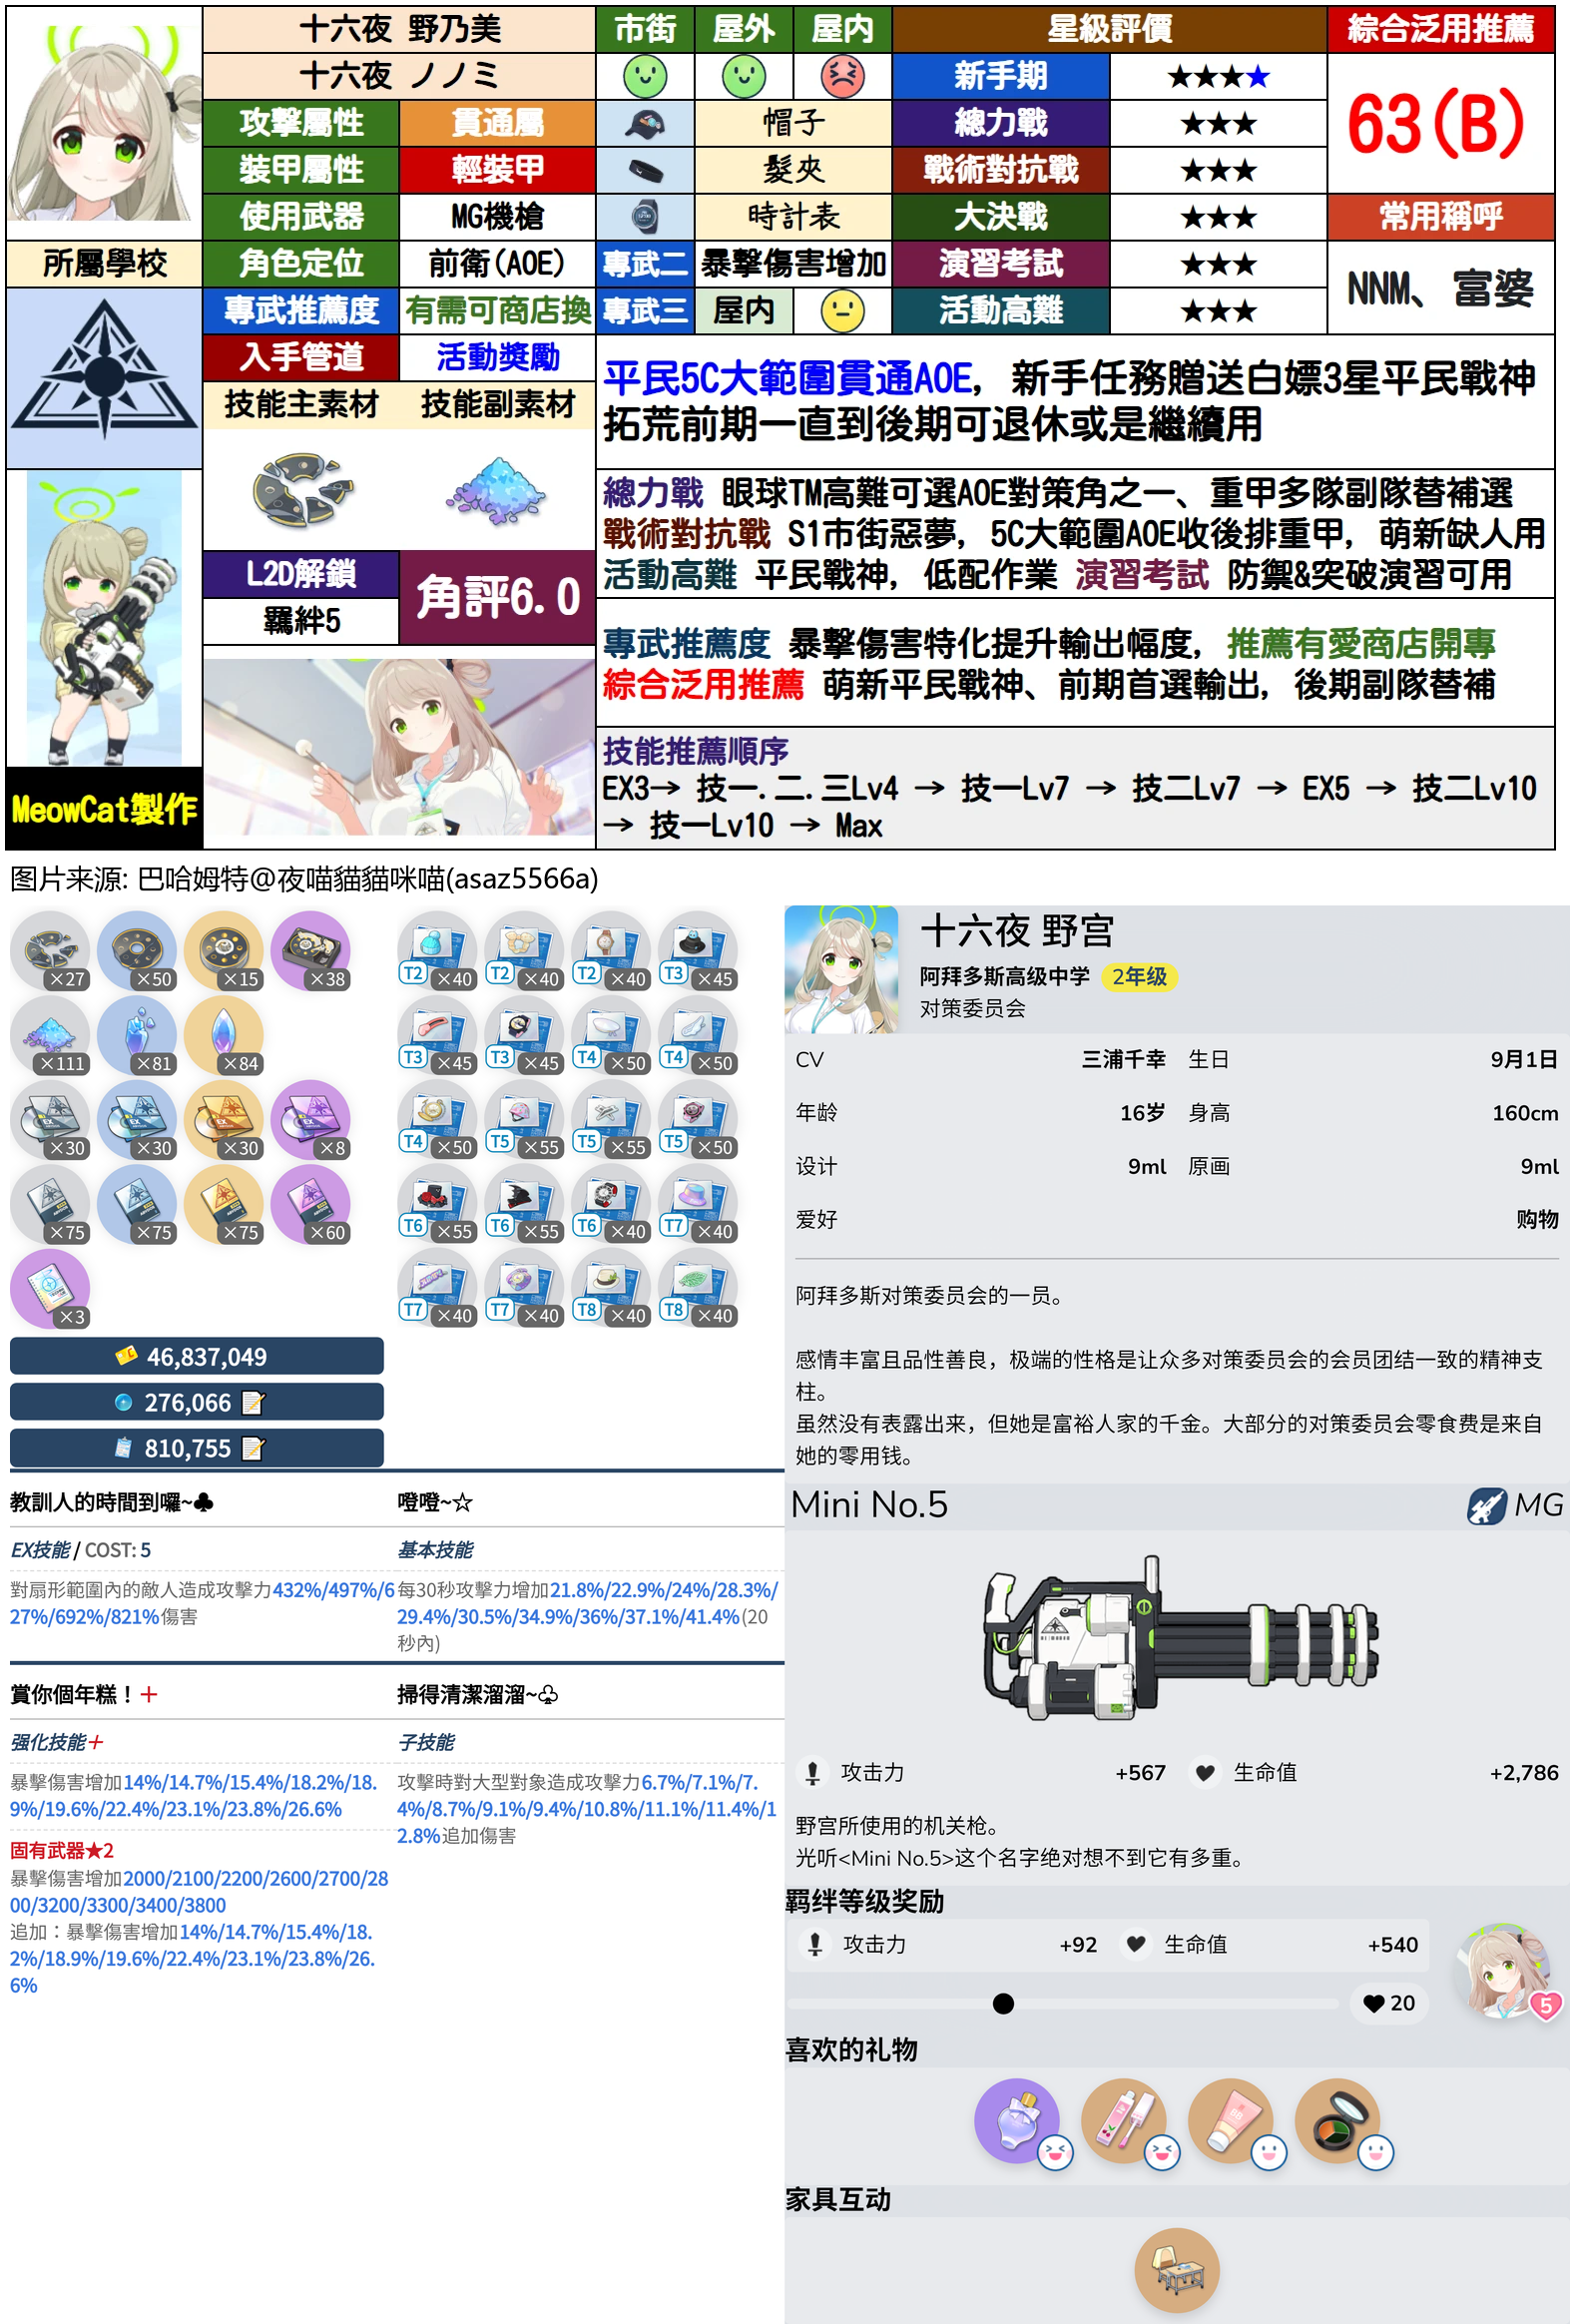 十六夜 野乃美
市街
屋外
屋内
星級評價
綜合泛用推薦
十六夜 ノノミ
新手期
★★★★
63(B)
攻擊屬性
貫通屬
帽子
總力戰
★★★
裝甲屬性
輕裝甲
髮夾
戰術對抗戰
★★★
使用武器
MG機槍
時計表
大決戰
★★★
常用稱呼
所屬學校
角色定位
前衛(AOE)
專武二
暴擊傷害增加
演習考試
★★★
NNM、富婆
專武推薦度
有需可商店換
專武三
屋内
活動高難
★★★
入手管道
活動獎勵
平民5C大範圍貫通AOE, 新手任務贈送白嫖3星平民戰神
拓荒前期一直到後期可退休或是繼續用
技能主素材
技能副素材
總力戰 眼球TM高難可選AOE對策角之一、重甲多隊副隊替補選
戰術對抗戰 S1市街惡夢, 5C大範圍AOE收後排重甲, 萌新缺人用
活動高難 平民戰神, 低配作業 演習考試 防禦&突破演習可用
L2D解鎖
角評6.0
羈絆5
專武推薦度 暴擊傷害特化提升輸出幅度, 推薦有愛商店開專
綜合泛用推薦 萌新平民戰神、前期首選輸出, 後期副隊替補
技能推薦順序
EX3→ 技一.二.三Lv4 → 技一Lv7 → 技二Lv7 → EX5 → 技二Lv10
→ 技一Lv10 → Max
MeowCat製作
图片来源: 巴哈姆特@夜喵貓貓咪喵(asaz5566a)
×27
×50
×15
×38
×111
×81
×84
EX
×30
EX
×30
EX
×30
EX
×8
×75
×75
×75
×60
×3
46,837,049
276,066
810,755
T2 ×40
T2 ×40
T2 ×40
T3 ×45
T3 ×45
T3 ×45
T4 ×50
T4 ×50
T4 ×50
T5 ×55
T5 ×55
T5 ×50
T6 ×55
T6 ×55
T6 ×40
T7 ×40
T7 ×40
T7 ×40
T8 ×40
T8 ×40
十六夜 野宫
阿拜多斯高级中学 2年级
对策委员会
CV 三浦千幸
生日 9月1日
年龄 16岁
身高 160cm
设计 9ml
原画 9ml
爱好 购物
阿拜多斯对策委员会的一员。
感情丰富且品性善良，极端的性格是让众多对策委员会的会员团结一致的精神支
柱。
虽然没有表露出来，但她是富裕人家的千金。大部分的对策委员会零食费是来自
她的零用钱。
教訓人的時間到囉~♣
EX技能 / COST: 5
對扇形範圍內的敵人造成攻擊力432%/497%/6
27%/692%/821%傷害
噔噔~☆
基本技能
每30秒攻擊力增加21.8%/22.9%/24%/28.3%/
29.4%/30.5%/34.9%/36%/37.1%/41.4%(20
秒內)
賞你個年糕！＋
强化技能＋
暴擊傷害增加14%/14.7%/15.4%/18.2%/18.
9%/19.6%/22.4%/23.1%/23.8%/26.6%
固有武器★2
暴擊傷害增加2000/2100/2200/2600/2700/28
00/3200/3300/3400/3800
追加：暴擊傷害增加14%/14.7%/15.4%/18.
2%/18.9%/19.6%/22.4%/23.1%/23.8%/26.
6%
掃得清潔溜溜~♧
子技能
攻擊時對大型對象造成攻擊力6.7%/7.1%/7.
4%/8.7%/9.1%/9.4%/10.8%/11.1%/11.4%/1
2.8%追加傷害
Mini No.5
MG
攻击力 +567
生命值 +2,786
野宫所使用的机关枪。
光听<Mini No.5>这个名字绝对想不到它有多重。
羁绊等级奖励
攻击力 +92
生命值 +540
20
5
喜欢的礼物
BB
家具互动